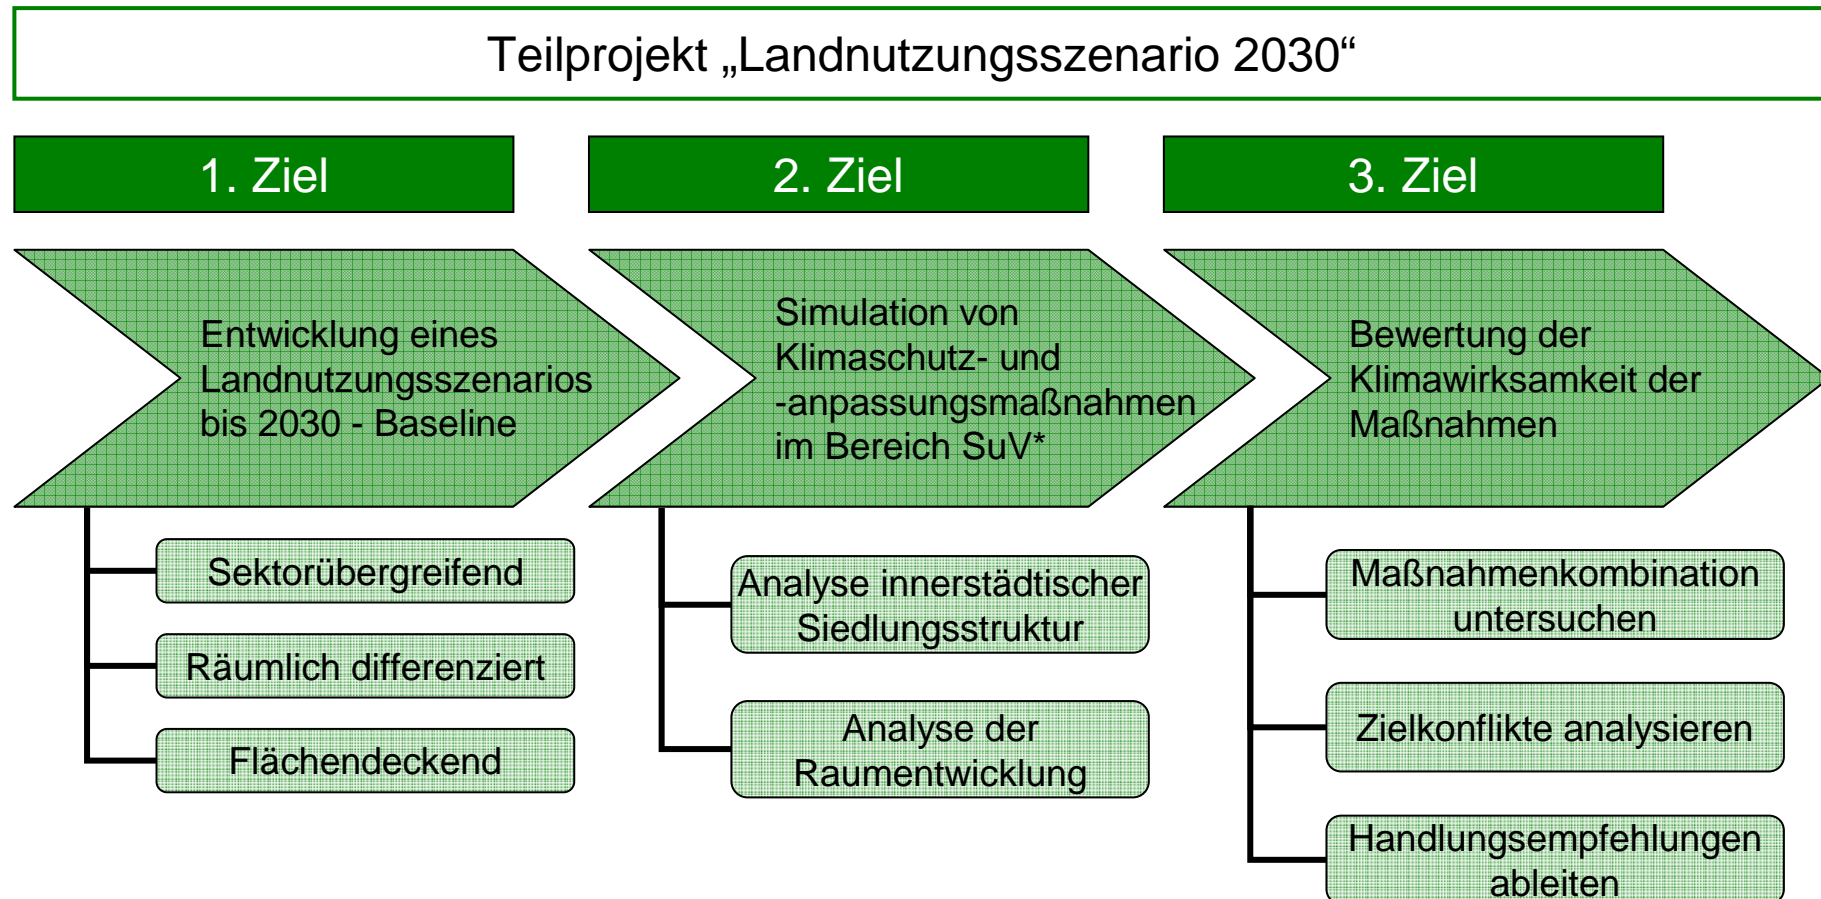 Teilprojekt „Landnutzungsszenario 2030“
1. Ziel
Entwicklung eines
Landnutzungsszenarios
bis 2030 - Baseline
Sektorübergreifend
Räumlich differenziert
Flächendeckend
2. Ziel
Simulation von
Klimaschutz- und
-anpassungsmaßnahmen
im Bereich SuV*
Analyse innerstädtischer
Siedlungsstruktur
Analyse der
Raumentwicklung
3. Ziel
Bewertung der
Klimawirksamkeit der
Maßnahmen
Maßnahmenkombination
untersuchen
Zielkonflikte analysieren
Handlungsempfehlungen
ableiten